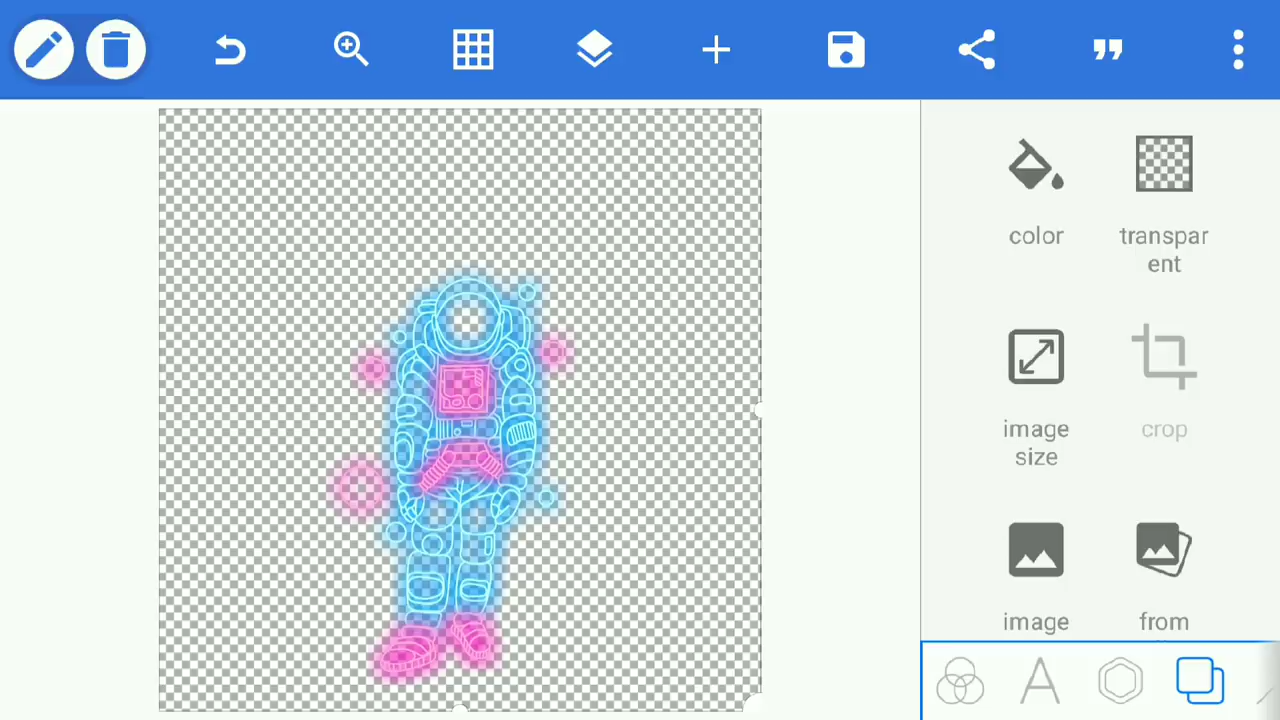 color
transpar
ent
image
size
crop
image
from